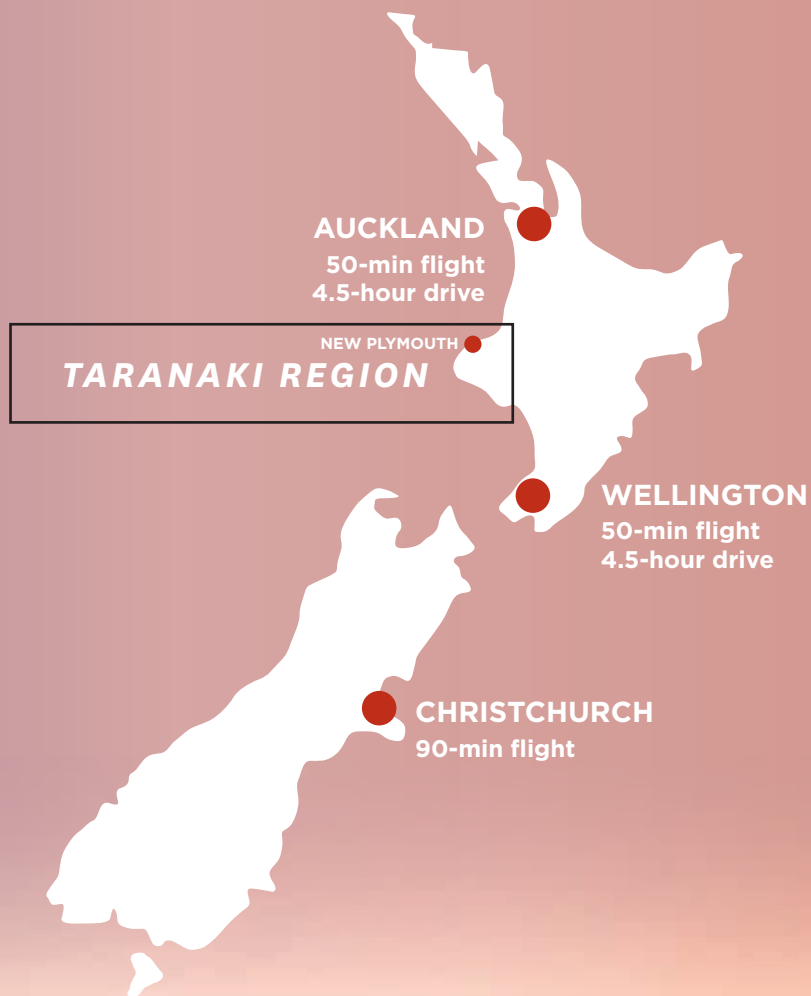 AUCKLAND
50-min flight
4.5-hour drive
NEW PLYMOUTH
TARANAKI REGION
WELLINGTON
50-min flight
4.5-hour drive
CHRISTCHURCH
90-min flight